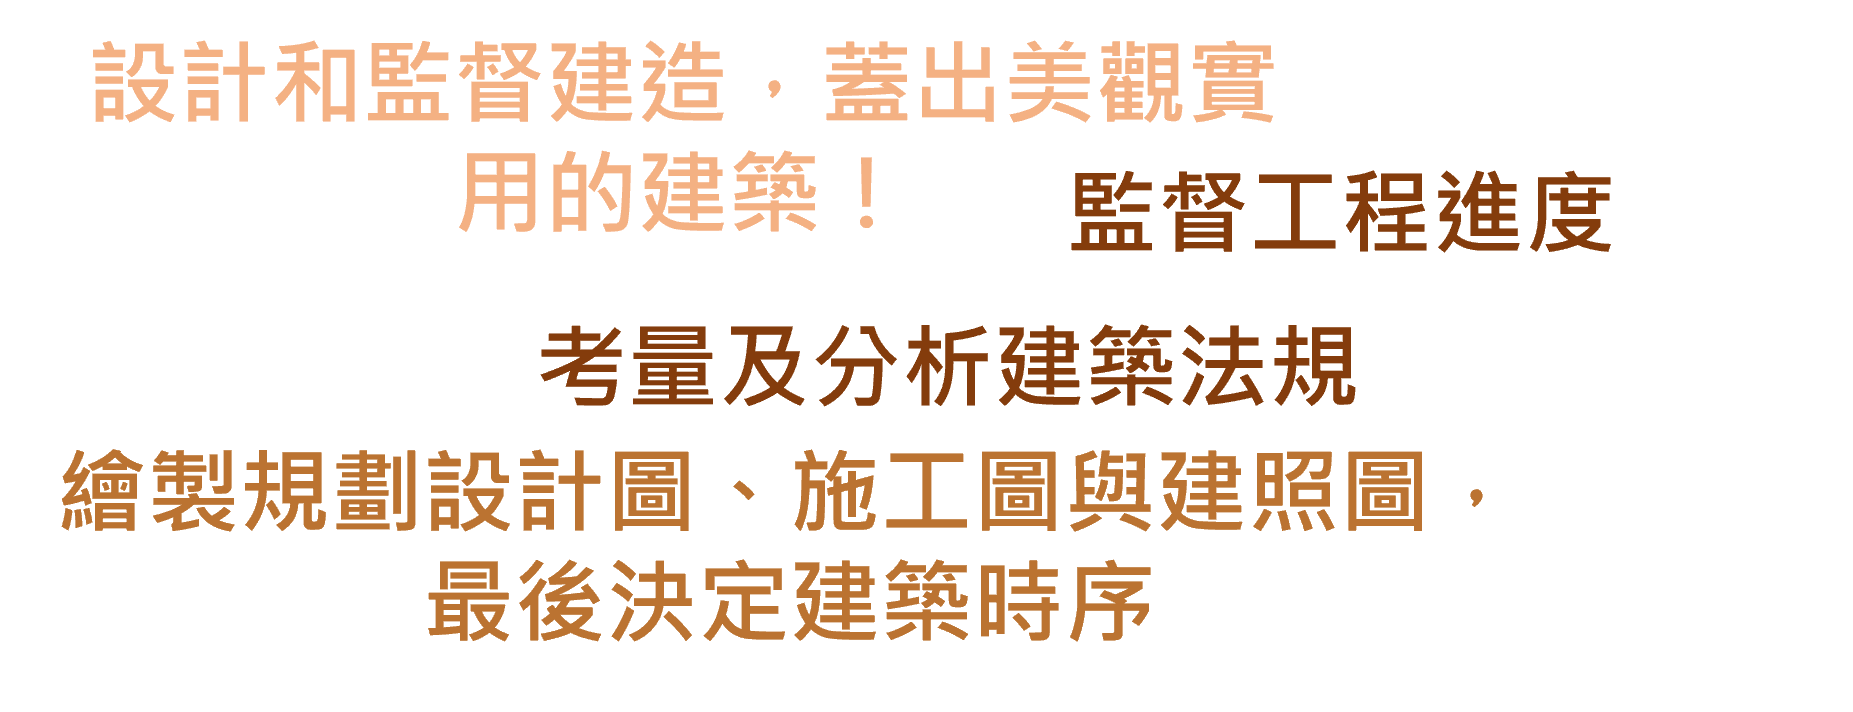 設計和監督建造，蓋出美觀實
用的建築！
監督工程進度
考量及分析建築法規
繪製規劃設計圖、施工圖與建照圖，
最後決定建築時序